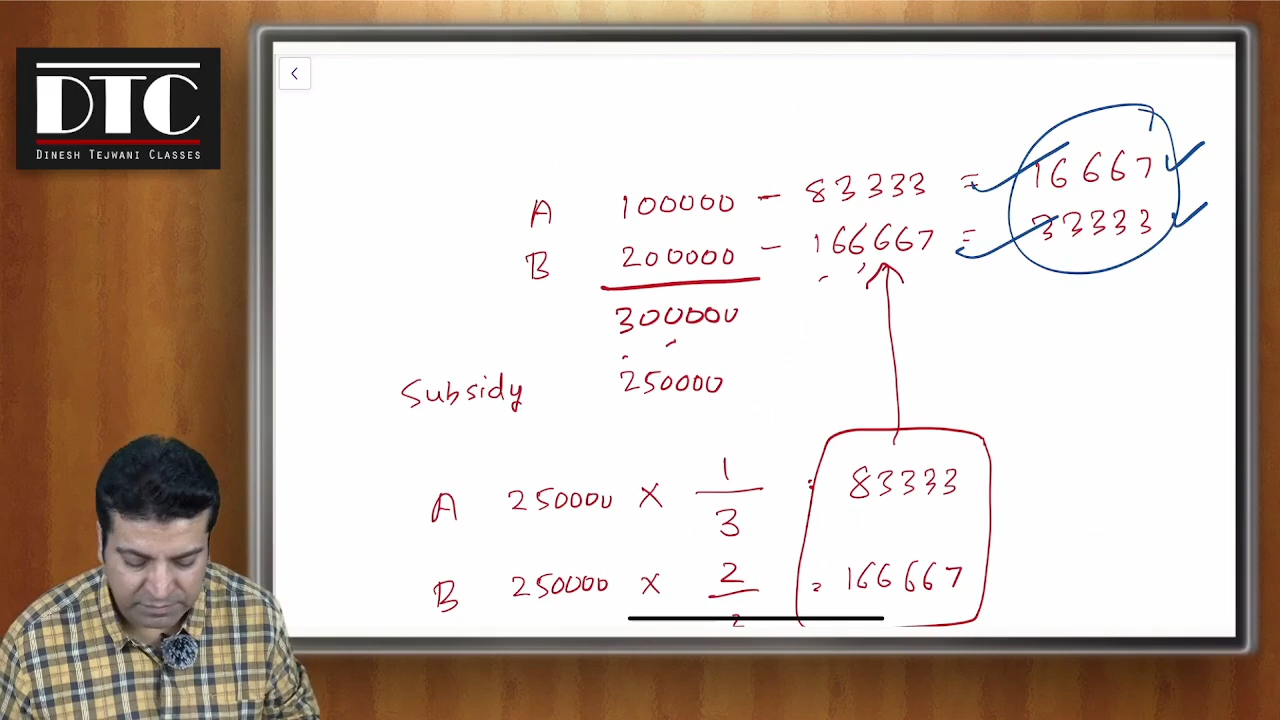 DTC
DINESH TEJWANI CLASSES
A 100000 - 83333 = 16667
B 200000 - 166667 = 33333
300000
Subsidy 250000
A 250000 × 1/3 = 83333
B 250000 × 2/3 = 166667